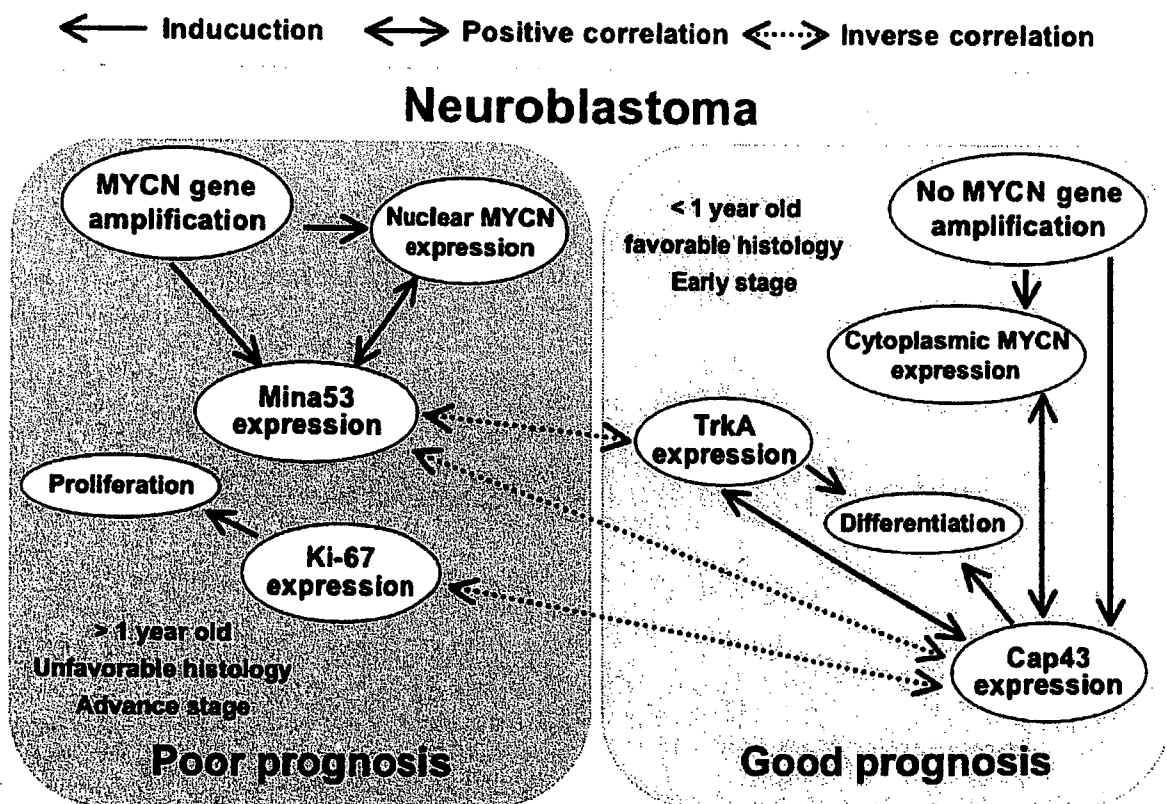 Inducuction
Positive correlation
Inverse correlation
Neuroblastoma
MYCN gene
amplification
Nuclear MYCN
expression
Mina53
expression
Proliferation
Ki-67
expression
> 1 year old
Unfavorable histology
Advance stage
Poor prognosis
< 1 year old
favorable histology
Early stage
No MYCN gene
amplification
Cytoplasmic MYCN
expression
TrkA
expression
Differentiation
Cap43
expression
Good prognosis